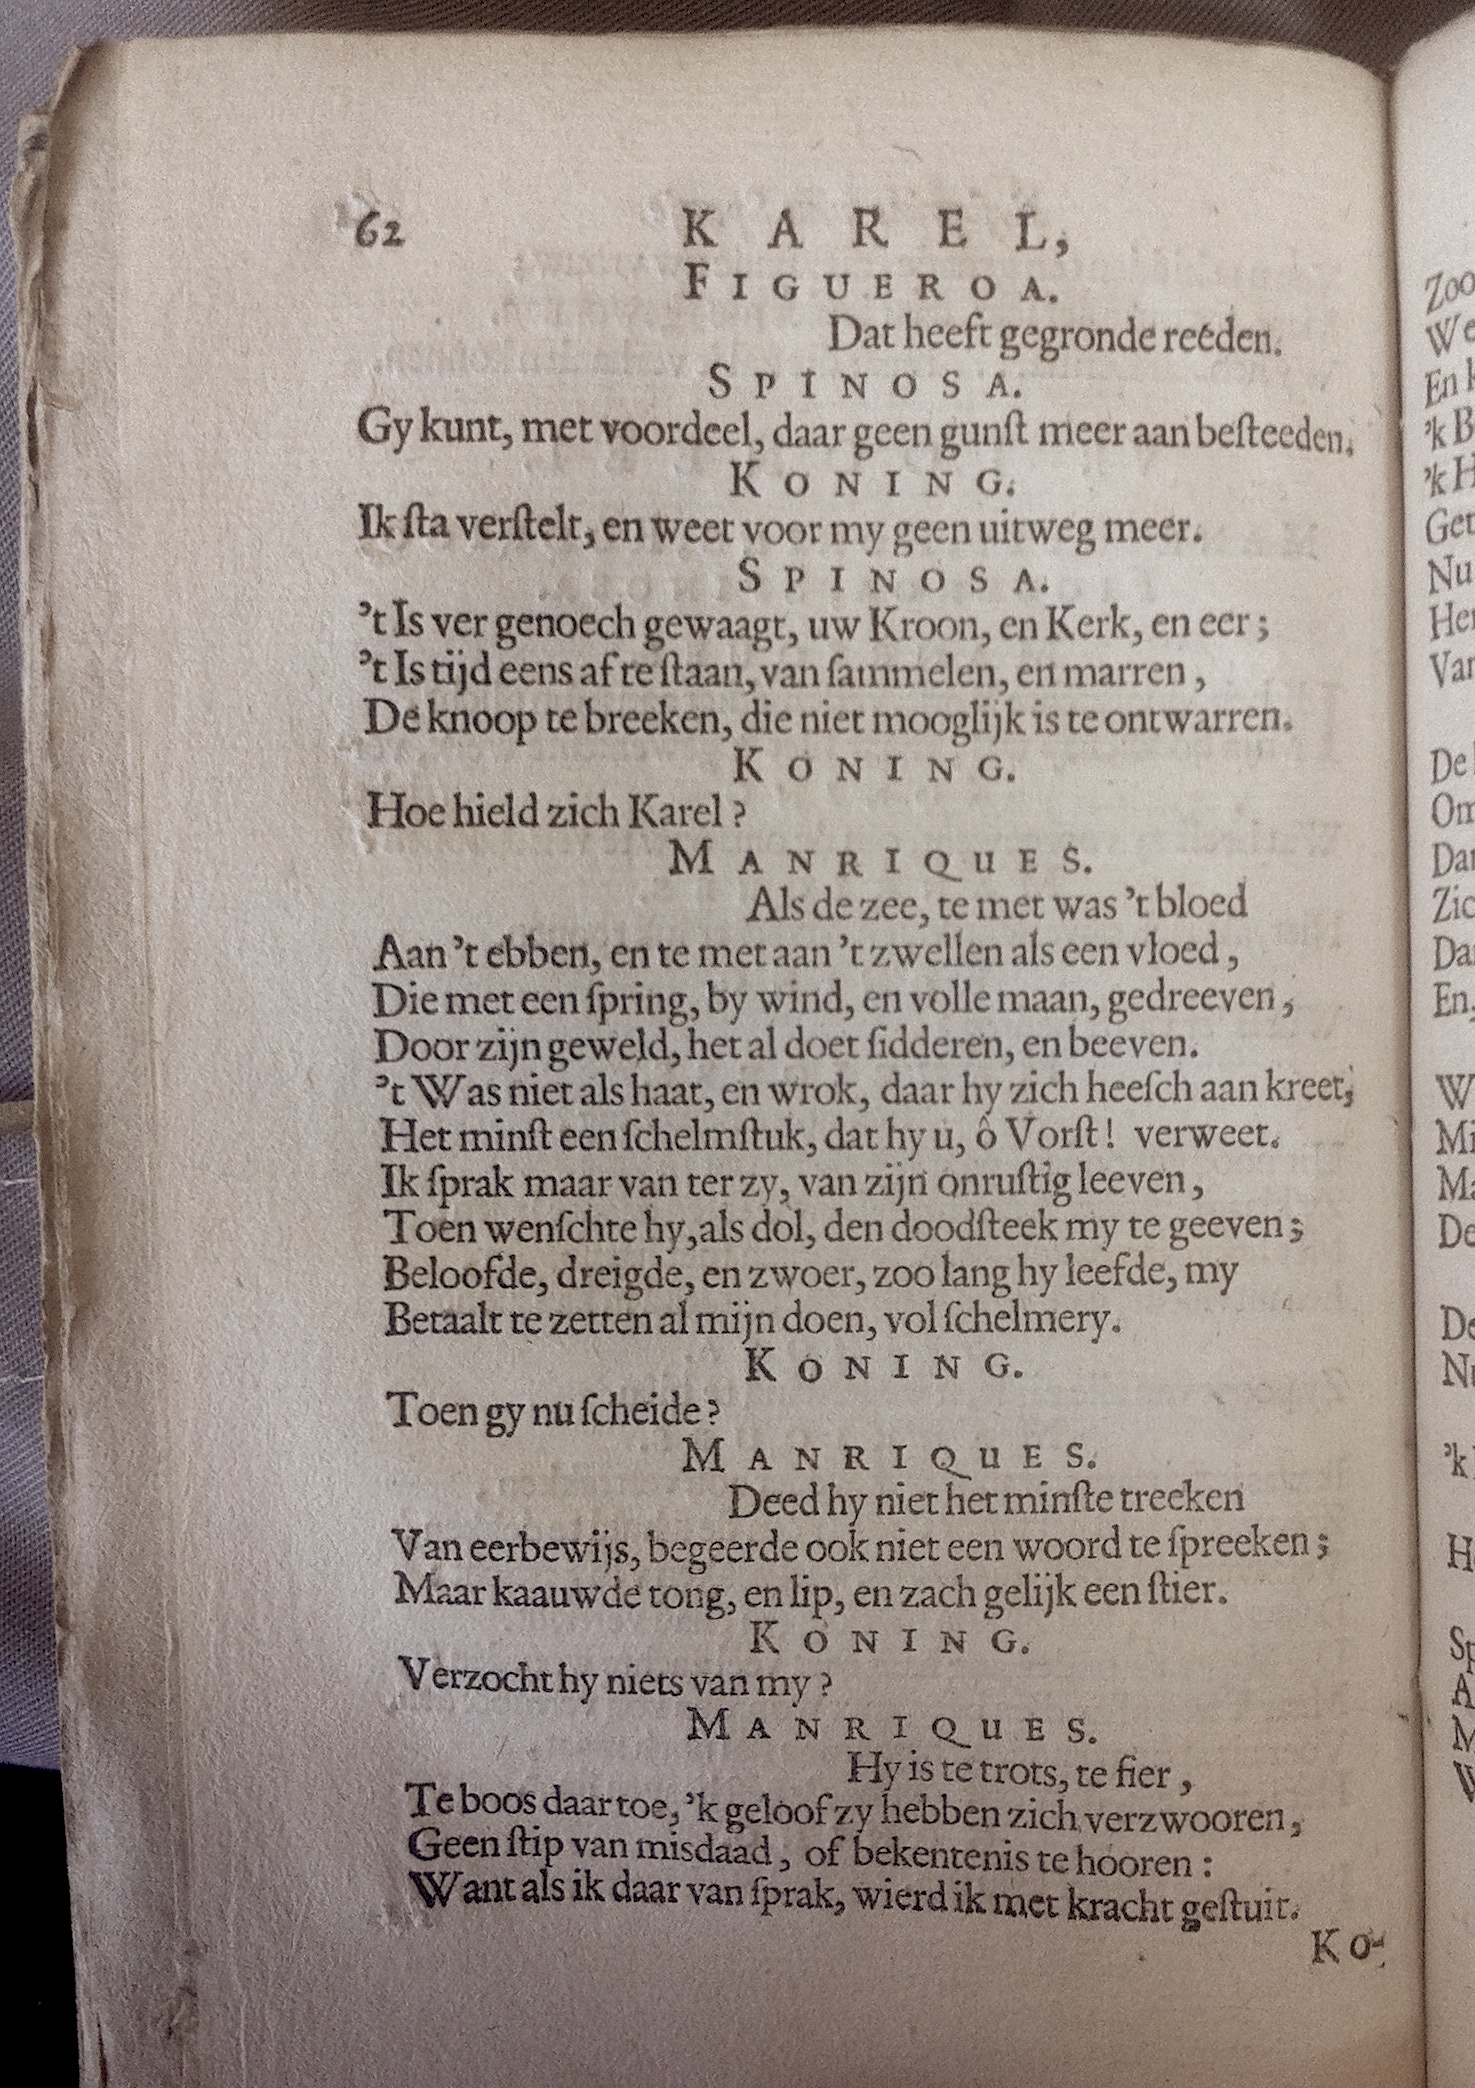 62 KAREL,
FIGUEROA.
Dat heeft gegronde reeden.
SPINOSA.
Gy kunt, met voordeel, daar geen gunſt meer aan beſteeden.
KONING.
Ik ſta verſtelt, en weet voor my geen uitweg meer.
SPINOSA.
't Is ver genoech gewaagt, uw Kroon, en Kerk, en eer;
't Is tijd eens af te ſtaan, van ſammelen, en marren,
De knoop te breeken, die niet mooglijk is te ontwarren.
KONING.
Hoe hield zich Karel?
MANRIQUES.
Als de zee, te met was 't bloed
Aan 't ebben, en te met aan 't zwellen als een vloed,
Die met een ſpring, by wind, en volle maan, gedreeven,
Door zijn geweld, het al doet ſidderen, en beeven.
't Was niet als haat, en wrok, daar hy zich heeſch aan kreet;
Het minſt een ſchelmſtuk, dat hy u, ô Vorſt! verweet.
Ik ſprak maar van ter zy, van zijn onruſtig leeven,
Toen wenſchte hy, als dol, den doodſteek my te geeven;
Beloofde, dreigde, en zwoer, zoo lang hy leefde, my
Betaalt te zetten al mijn doen, vol ſchelmery.
KONING.
Toen gy nu ſcheide?
MANRIQUES.
Deed hy niet het minſte treeken
Van eerbewijs, begeerde ook niet een woord te ſpreeken;
Maar kaauwde tong, en lip, en zach gelijk een ſtier.
KONING.
Verzocht hy niets van my?
MANRIQUES.
Hy is te trots, te fier,
Te boos daar toe, 'k geloof zy hebben zich verzwooren,
Geen ſtip van misdaad, of bekentenis te hooren:
Want als ik daar van ſprak, wierd ik met kracht geſtuit.
KO-
Zoo
We
En
'k
'k
Nu
De
En,
W
De
'k